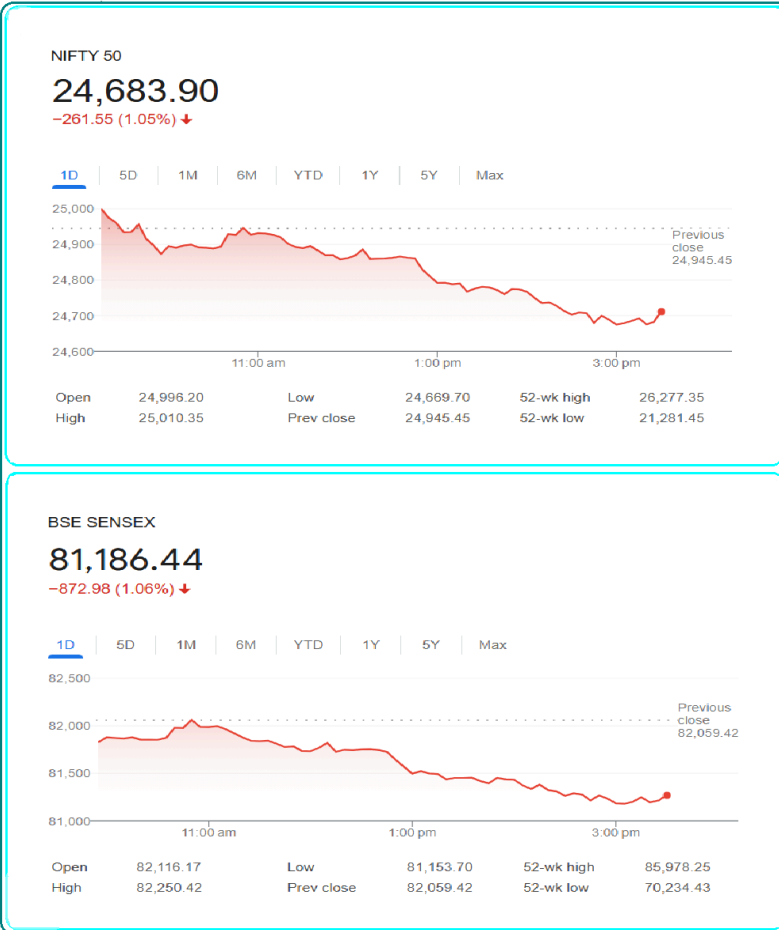 NIFTY 50
24,683.90
−261.55 (1.05%) ↓
1D 5D 1M 6M YTD 1Y 5Y Max
25,000
24,900
24,800
24,700
24,600
Previous
close
24,945.45
11:00 am 1:00 pm 3:00 pm
Open 24,996.20 Low 24,669.70 52-wk high 26,277.35
High 25,010.35 Prev close 24,945.45 52-wk low 21,281.45
BSE SENSEX
81,186.44
−872.98 (1.06%) ↓
1D 5D 1M 6M YTD 1Y 5Y Max
82,500
82,000
81,500
81,000
Previous
close
82,059.42
11:00 am 1:00 pm 3:00 pm
Open 82,116.17 Low 81,153.70 52-wk high 85,978.25
High 82,250.42 Prev close 82,059.42 52-wk low 70,234.43